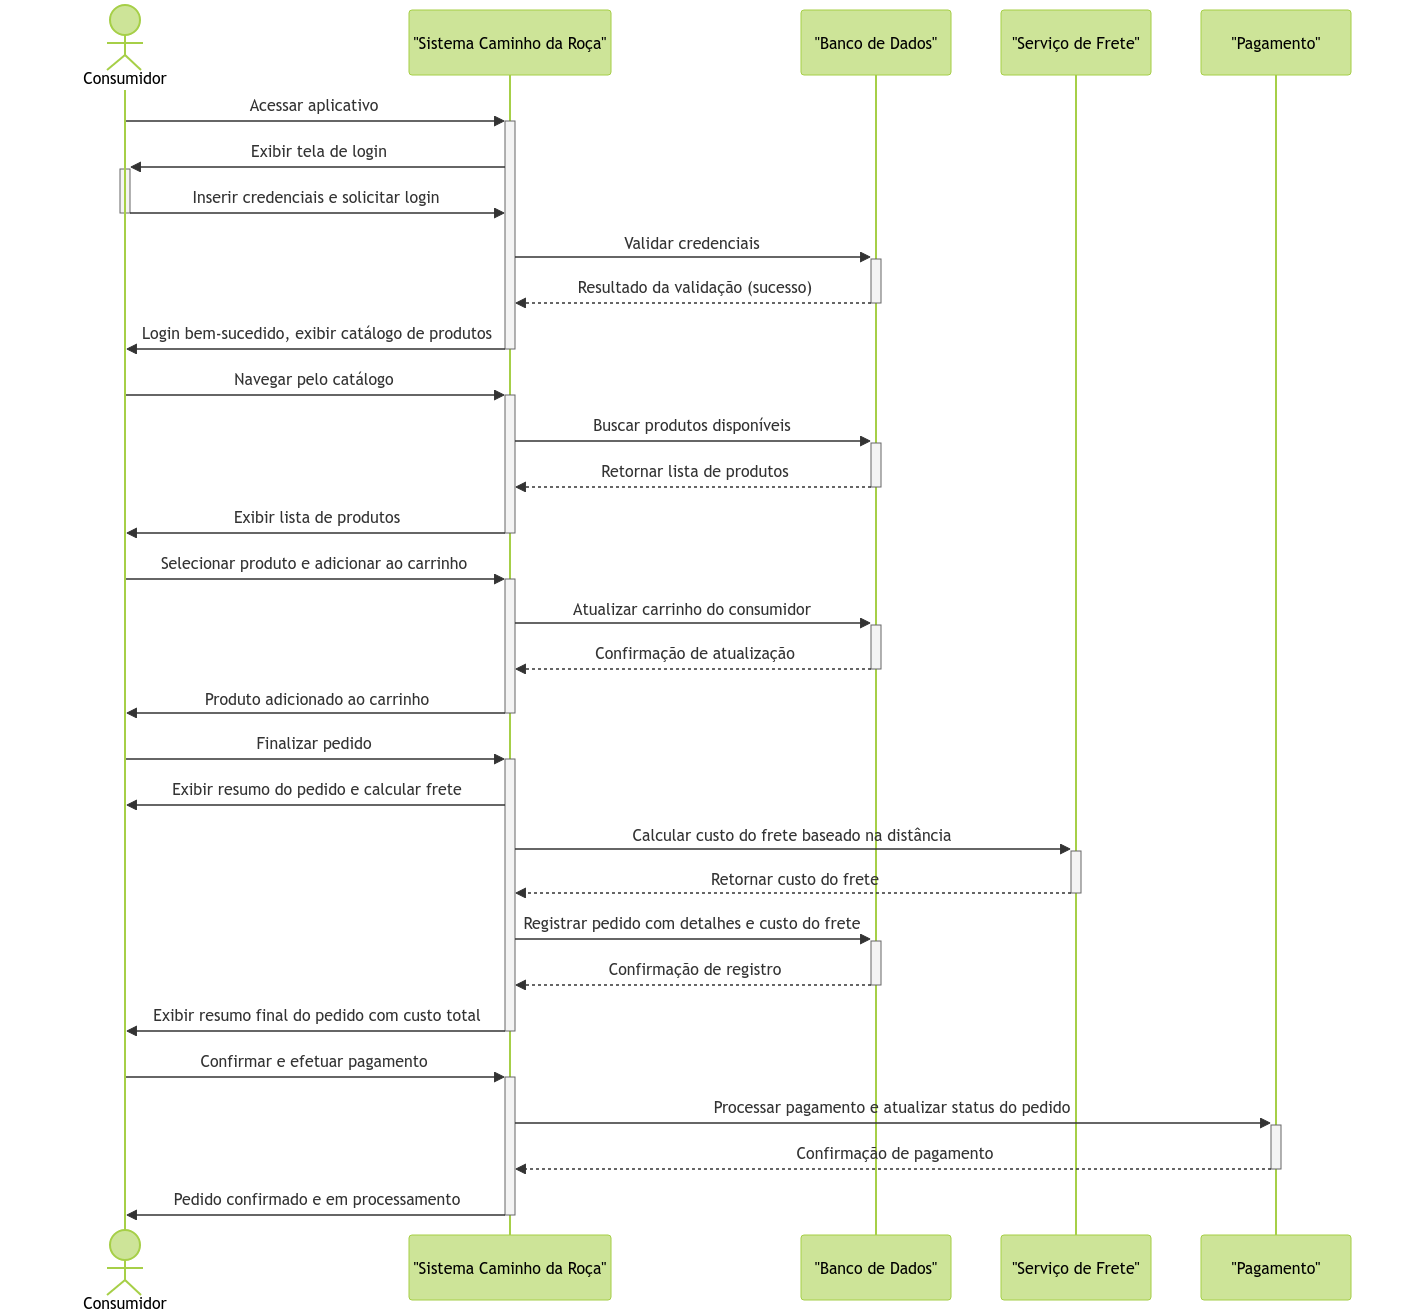 "Sistema Caminho da Roça"
"Banco de Dados"
"Serviço de Frete"
"Pagamento"
Consumidor
Acessar aplicativo
Exibir tela de login
Inserir credenciais e solicitar login
Validar credenciais
Resultado da validação (sucesso)
Login bem-sucedido, exibir catálogo de produtos
Navegar pelo catálogo
Buscar produtos disponíveis
Retornar lista de produtos
Exibir lista de produtos
Selecionar produto e adicionar ao carrinho
Atualizar carrinho do consumidor
Confirmação de atualização
Produto adicionado ao carrinho
Finalizar pedido
Exibir resumo do pedido e calcular frete
Calcular custo do frete baseado na distância
Retornar custo do frete
Registrar pedido com detalhes e custo do frete
Confirmação de registro
Exibir resumo final do pedido com custo total
Confirmar e efetuar pagamento
Processar pagamento e atualizar status do pedido
Confirmação de pagamento
Pedido confirmado e em processamento
"Sistema Caminho da Roça"
"Banco de Dados"
"Serviço de Frete"
"Pagamento"
Consumidor